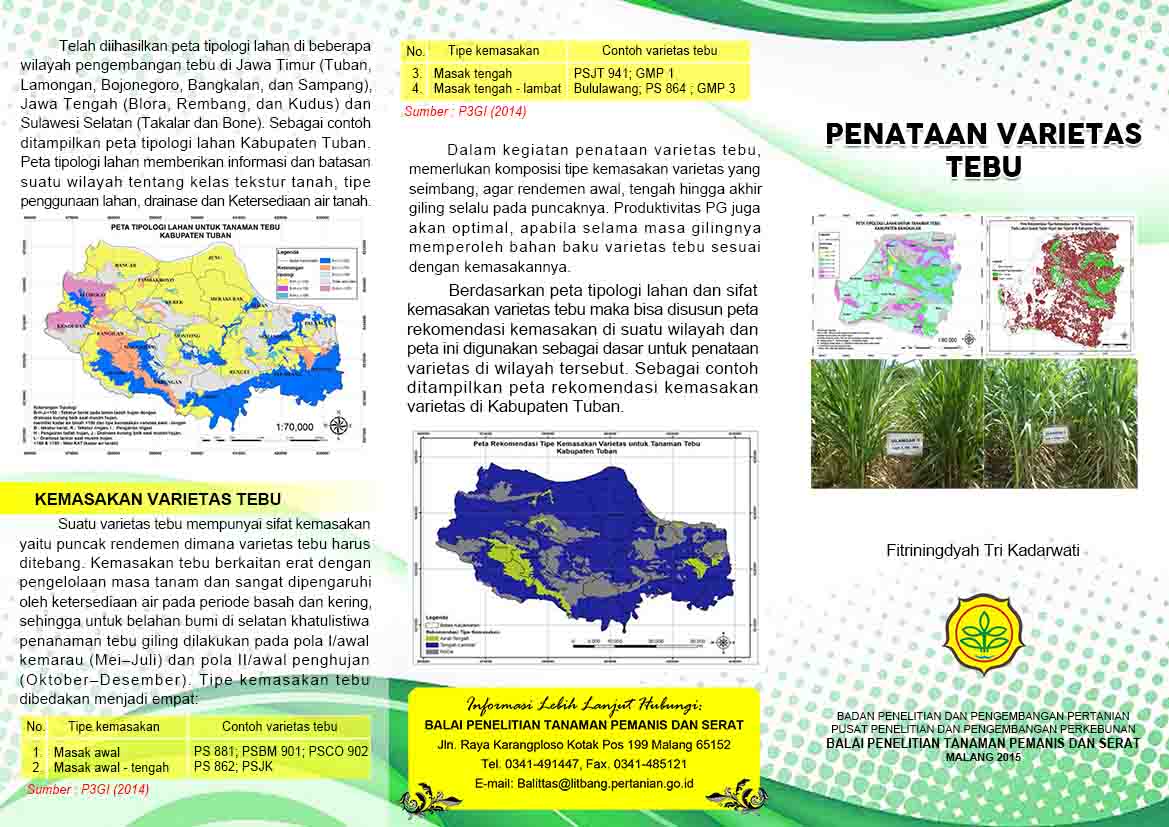 Telah diihasilkan peta tipologi lahan di beberapa
wilayah pengembangan tebu di Jawa Timur (Tuban,
Lamongan, Bojonegoro, Bangkalan, dan Sampang),
Jawa Tengah (Blora, Rembang, dan Kudus) dan
Sulawesi Selatan (Takalar dan Bone). Sebagai contoh
ditampilkan peta tipologi lahan Kabupaten Tuban.
Peta tipologi lahan memberikan informasi dan batasan
suatu wilayah tentang kelas tekstur tanah, tipe
penggunaan lahan, drainase dan Ketersediaan air tanah.
PETA TIPOLOGI LAHAN UNTUK TANAMAN TEBU
KABUPATEN TUBAN
Legenda
1:70,000
KEMASAKAN VARIETAS TEBU
Suatu varietas tebu mempunyai sifat kemasakan
yaitu puncak rendemen dimana varietas tebu harus
ditebang. Kemasakan tebu berkaitan erat dengan
pengelolaan masa tanam dan sangat dipengaruhi
oleh ketersediaan air pada periode basah dan kering,
sehingga untuk belahan bumi di selatan khatulistiwa
penanaman tebu giling dilakukan pada pola I/awal
kemarau (Mei–Juli) dan pola II/awal penghujan
(Oktober–Desember). Tipe kemasakan tebu
dibedakan menjadi empat:
No. Tipe kemasakan Contoh varietas tebu
1. Masak awal PS 881; PSBM 901; PSCO 902
2. Masak awal - tengah PS 862; PSJK
Sumber : P3GI (2014)
No. Tipe kemasakan Contoh varietas tebu
3. Masak tengah PSJT 941; GMP 1
4. Masak tengah - lambat Bululawang; PS 864 ; GMP 3
Sumber : P3GI (2014)
Dalam kegiatan penataan varietas tebu,
memerlukan komposisi tipe kemasakan varietas yang
seimbang, agar rendemen awal, tengah hingga akhir
giling selalu pada puncaknya. Produktivitas PG juga
akan optimal, apabila selama masa gilingnya
memperoleh bahan baku varietas tebu sesuai
dengan kemasakannya.
Berdasarkan peta tipologi lahan dan sifat
kemasakan varietas tebu maka bisa disusun peta
rekomendasi kemasakan di suatu wilayah dan
peta ini digunakan sebagai dasar untuk penataan
varietas di wilayah tersebut. Sebagai contoh
ditampilkan peta rekomendasi kemasakan
varietas di Kabupaten Tuban.
Peta Rekomendasi Tipe Kemasakan Varietas untuk Tanaman Tebu
Kabupaten Tuban
Legenda
Informasi Lebih Lanjut Hubungi:
BALAI PENELITIAN TANAMAN PEMANIS DAN SERAT
Jln. Raya Karangploso Kotak Pos 199 Malang 65152
Tel. 0341-491447, Fax. 0341-485121
E-mail: Balittas@litbang.pertanian.go.id
PENATAAN VARIETAS
TEBU
PETA TIPOLOGI LAHAN UNTUK TANAMAN TEBU
Fitriningdyah Tri Kadarwati
BADAN PENELITIAN DAN PENGEMBANGAN PERTANIAN
PUSAT PENELITIAN DAN PENGEMBANGAN PERKEBUNAN
BALAI PENELITIAN TANAMAN PEMANIS DAN SERAT
MALANG 2015